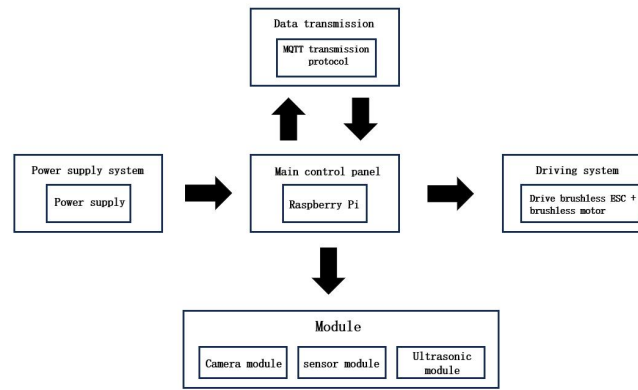 Data transmission
MQTT transmission
protocol
Power supply system
Power supply
Main control panel
Raspberry Pi
Driving system
Drive brushless ESC +
brushless motor
Module
Camera module
sensor module
Ultrasonic
module